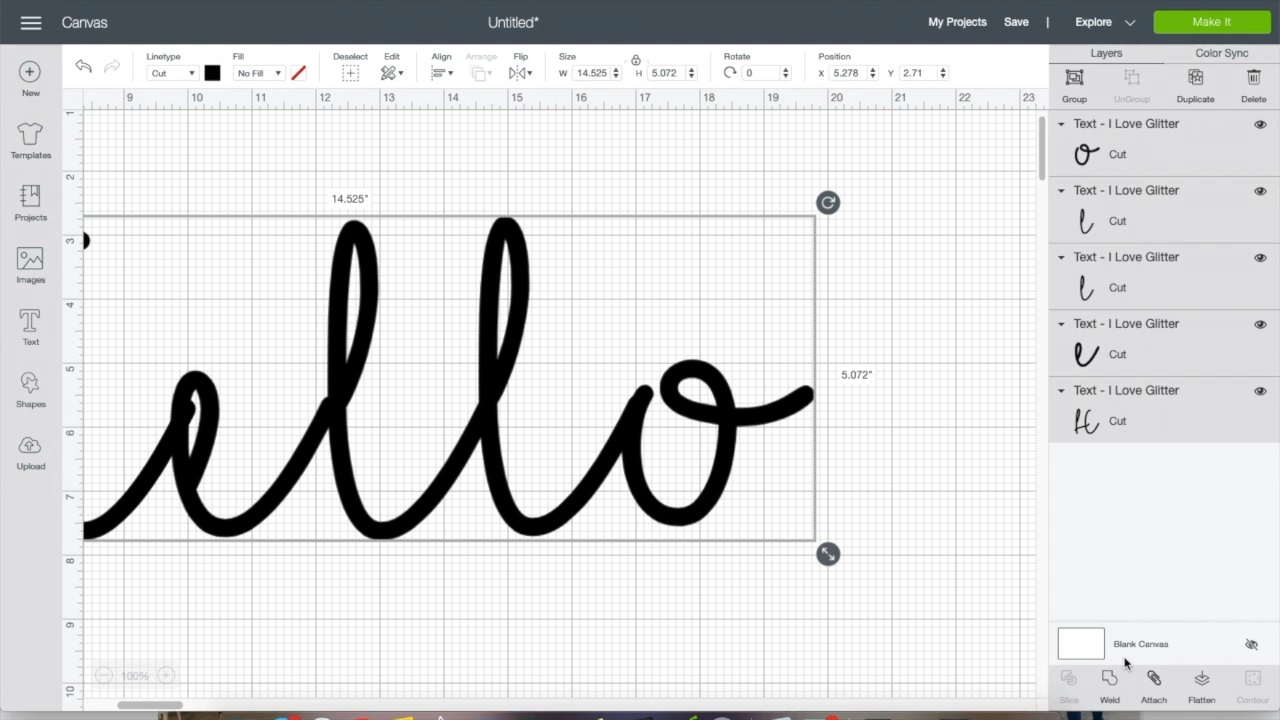 Canvas
Untitled*
My Projects
Save
|
Explore
Make It
Linetype
Cut
Fill
No Fill
Deselect
Edit
Align
Arrange
Flip
Size
W 14.525
H 5.072
Rotate
0
Position
X 5.278
Y 2.71
Layers
Color Sync
New
Templates
Projects
Images
Text
Shapes
Upload
Group
UnGroup
Duplicate
Delete
9 10 11 12 13 14 15 16 17 18 19 20 21 22 23
1
2
3
4
5
6
7
8
9
10
14.525"
ello
5.072"
100%
Text - I Love Glitter
o Cut
Text - I Love Glitter
l Cut
Text - I Love Glitter
l Cut
Text - I Love Glitter
e Cut
Text - I Love Glitter
H Cut
Blank Canvas
Slice
Weld
Attach
Flatten
Contour